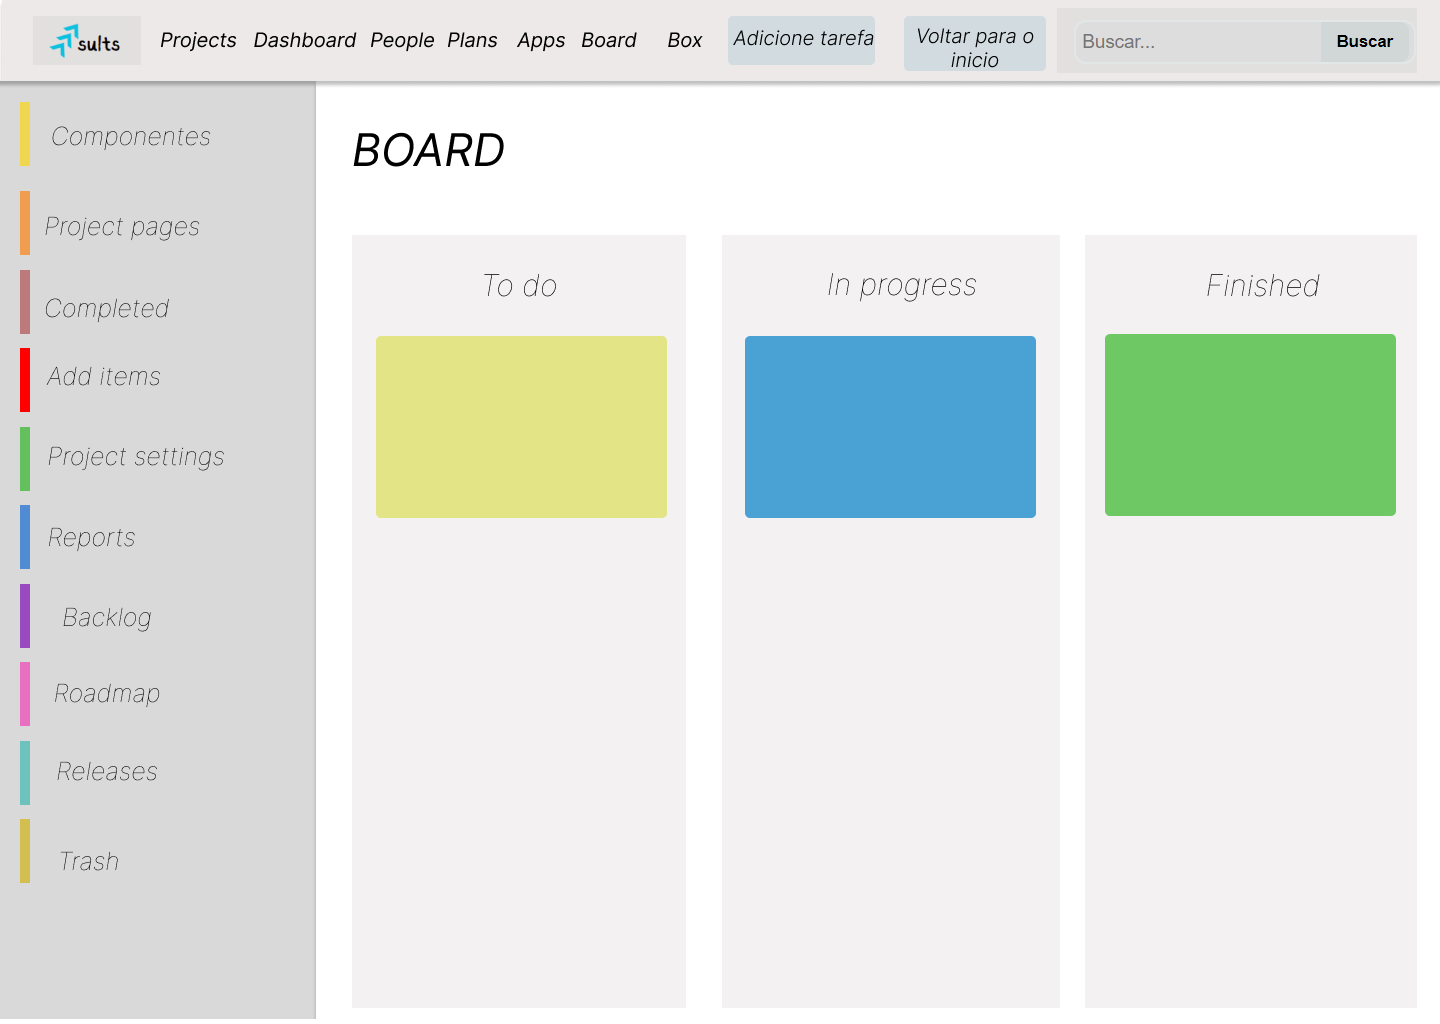 sults
Projects Dashboard People Plans Apps Board Box
Adicione tarefa
Voltar para o
inicio
Buscar... Buscar
Componentes
Project pages
Completed
Add items
Project settings
Reports
Backlog
Roadmap
Releases
Trash
BOARD
To do
In progress
Finished